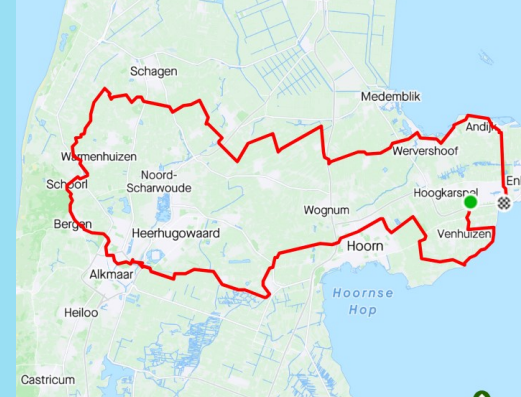 Schagen
Medemblik
Andijk
Warmenhuizen
Wervershoof
Noord-
Scharwoude
Schoorl
Hoogkarspel
Wognum
Bergen
Heerhugowaard
Venhuizen
Hoorn
Alkmaar
Hoornse
Hop
Heiloo
Castricum